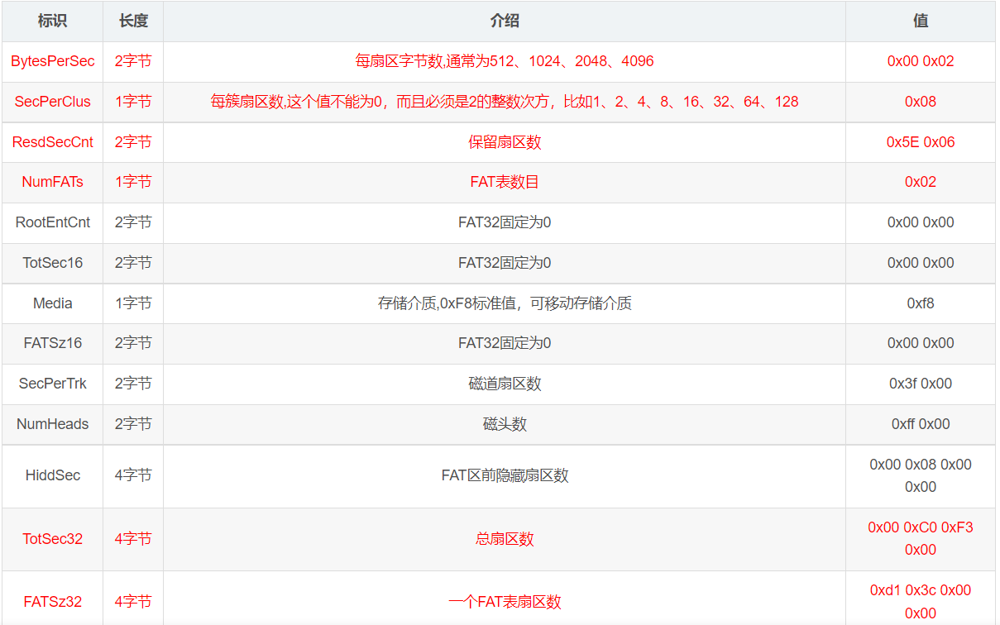 标识 长度 介绍 值
BytesPerSec 2字节 每扇区字节数,通常为512、1024、2048、4096 0x00 0x02
SecPerClus 1字节 每簇扇区数,这个值不能为0，而且必须是2的整数次方，比如1、2、4、8、16、32、64、128 0x08
ResdSecCnt 2字节 保留扇区数 0x5E 0x06
NumFATs 1字节 FAT表数目 0x02
RootEntCnt 2字节 FAT32固定为0 0x00 0x00
TotSec16 2字节 FAT32固定为0 0x00 0x00
Media 1字节 存储介质,0xF8标准值，可移动存储介质 0xf8
FATSz16 2字节 FAT32固定为0 0x00 0x00
SecPerTrk 2字节 磁道扇区数 0x3f 0x00
NumHeads 2字节 磁头数 0xff 0x00
HiddSec 4字节 FAT区前隐藏扇区数 0x00 0x08 0x00
0x00
TotSec32 4字节 总扇区数 0x00 0xC0 0xF3
0x00
FATSz32 4字节 一个FAT表扇区数 0xd1 0x3c 0x00
0x00